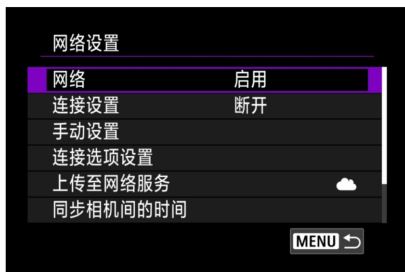 网络设置
网络 启用
连接设置 断开
手动设置
连接选项设置
上传至网络服务
同步相机间的时间
MENU